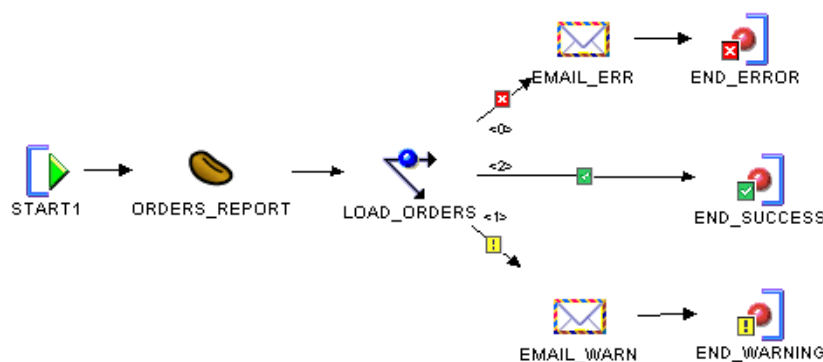 EMAIL_ERR
END_ERROR
<0>
<2>
START1
ORDERS_REPORT
LOAD_ORDERS
<1>
END_SUCCESS
EMAIL_WARN
END_WARNING